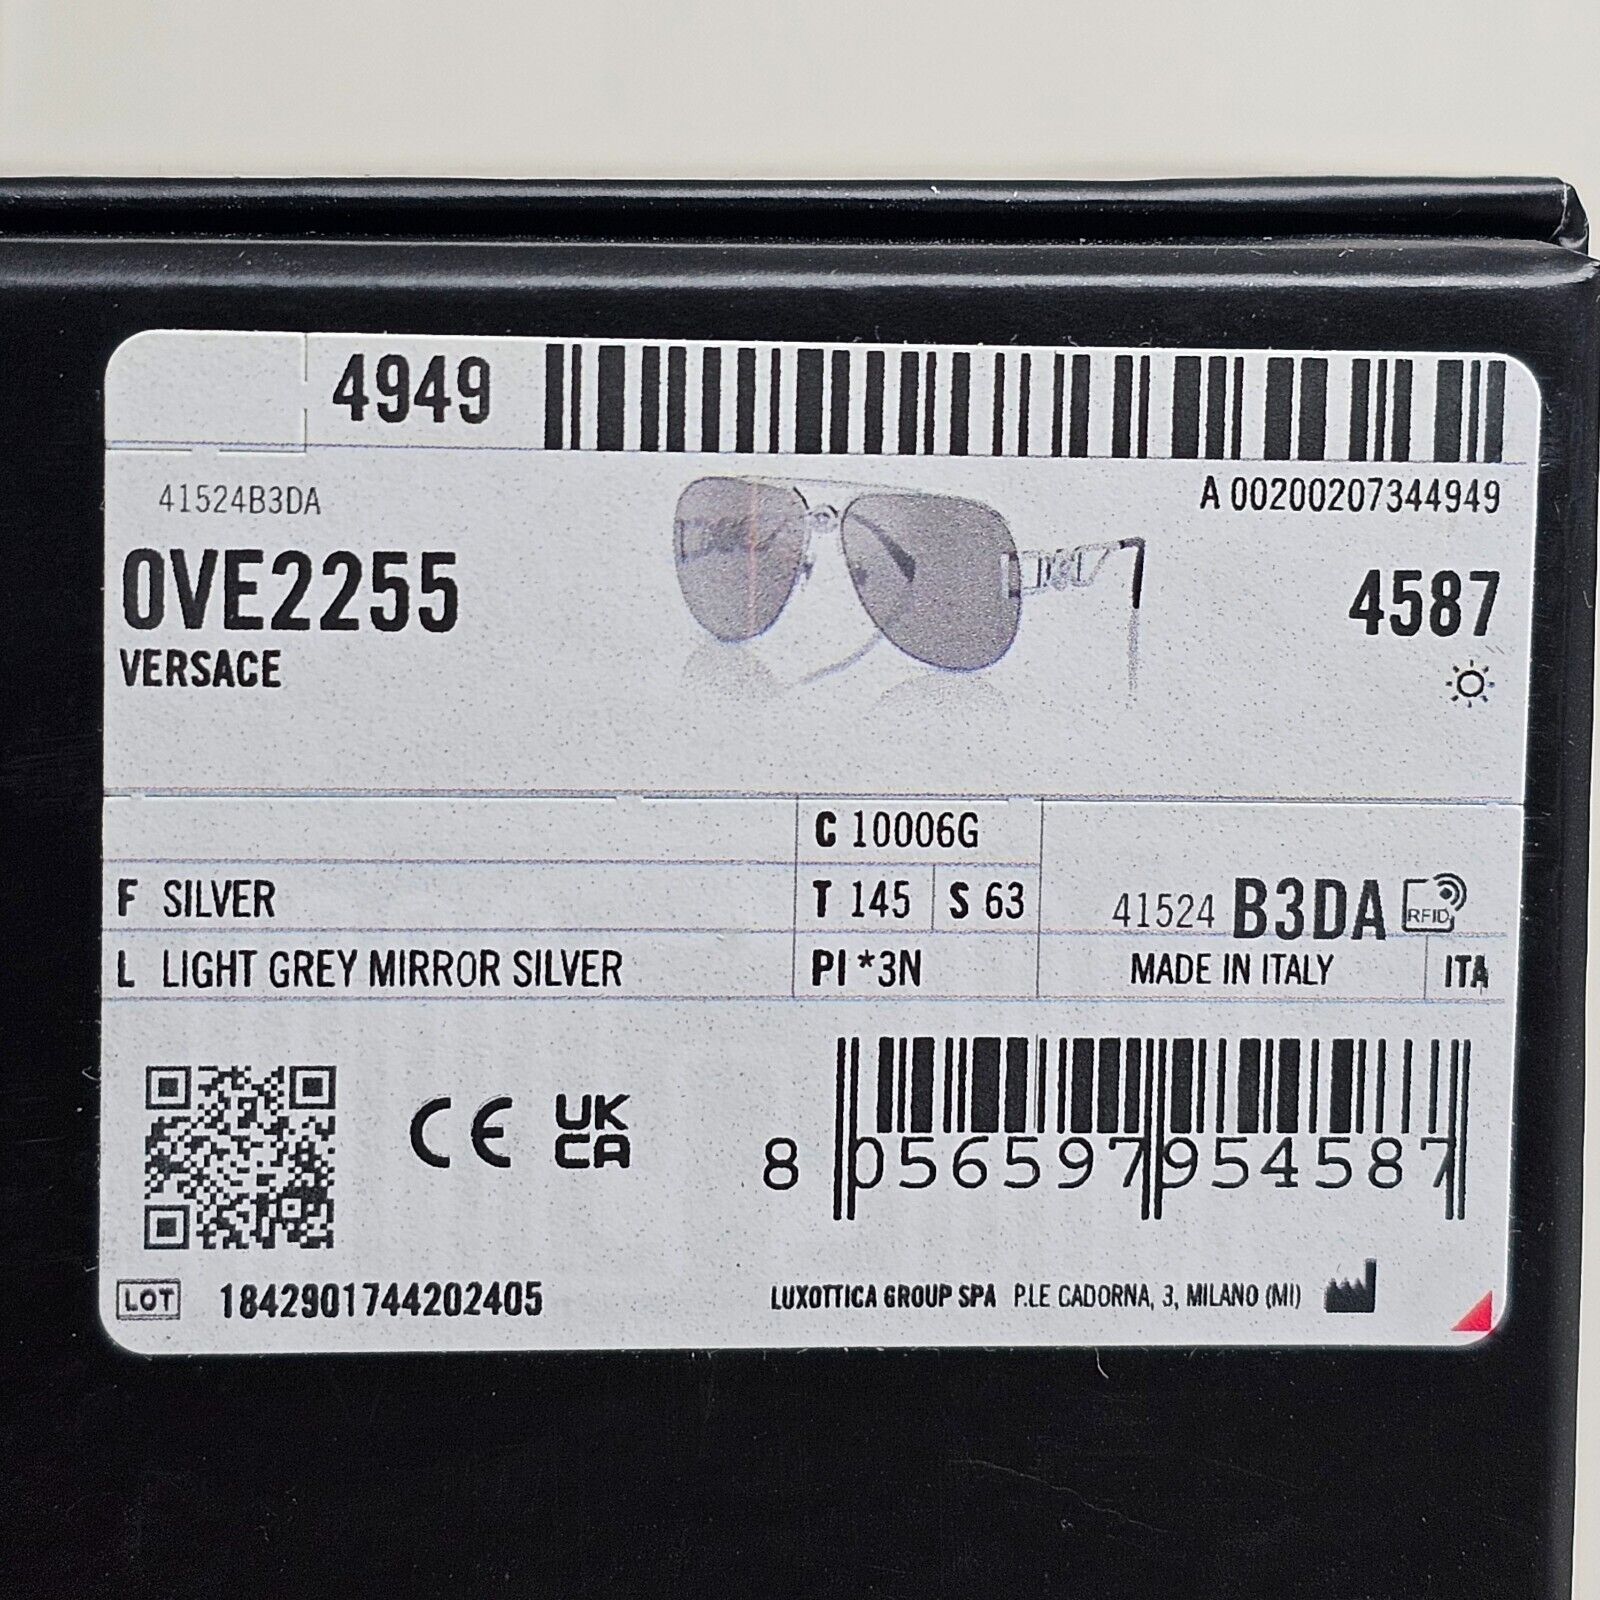 4949
A 00200207344949
41524B3DA
0VE2255
4587
VERSACE
C 10006G
F SILVER
T 145 S 63
41524 B3DA RFID
L LIGHT GREY MIRROR SILVER
PI *3N
MADE IN ITALY ITA
CE UK CA
8 056597 954587
LOT 1842901744202405
LUXOTTICA GROUP SPA P.LE CADORNA, 3, MILANO (MI)